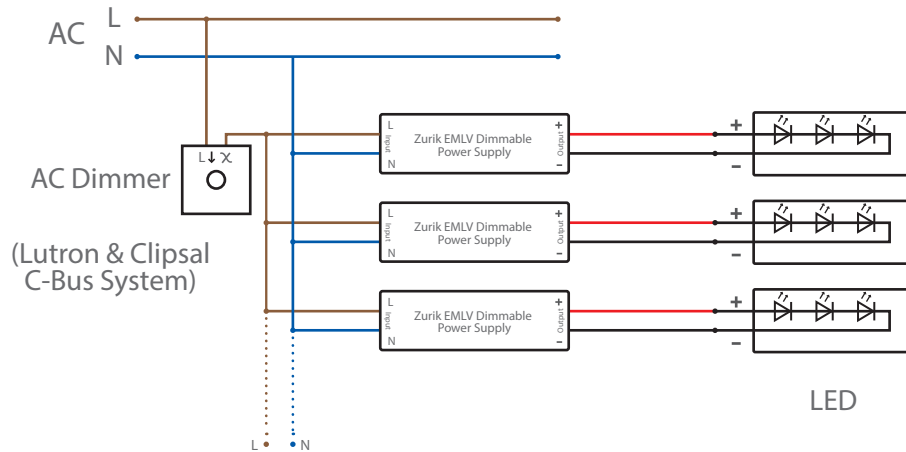 AC
L
N
AC Dimmer
L ↓ χ
(Lutron & Clipsal
C-Bus System)
L
Input
N
Zurik EMLV Dimmable
Power Supply
+
Output
-
+
-
L
Input
N
Zurik EMLV Dimmable
Power Supply
+
Output
-
+
-
L
Input
N
Zurik EMLV Dimmable
Power Supply
+
Output
-
+
-
LED
L
N